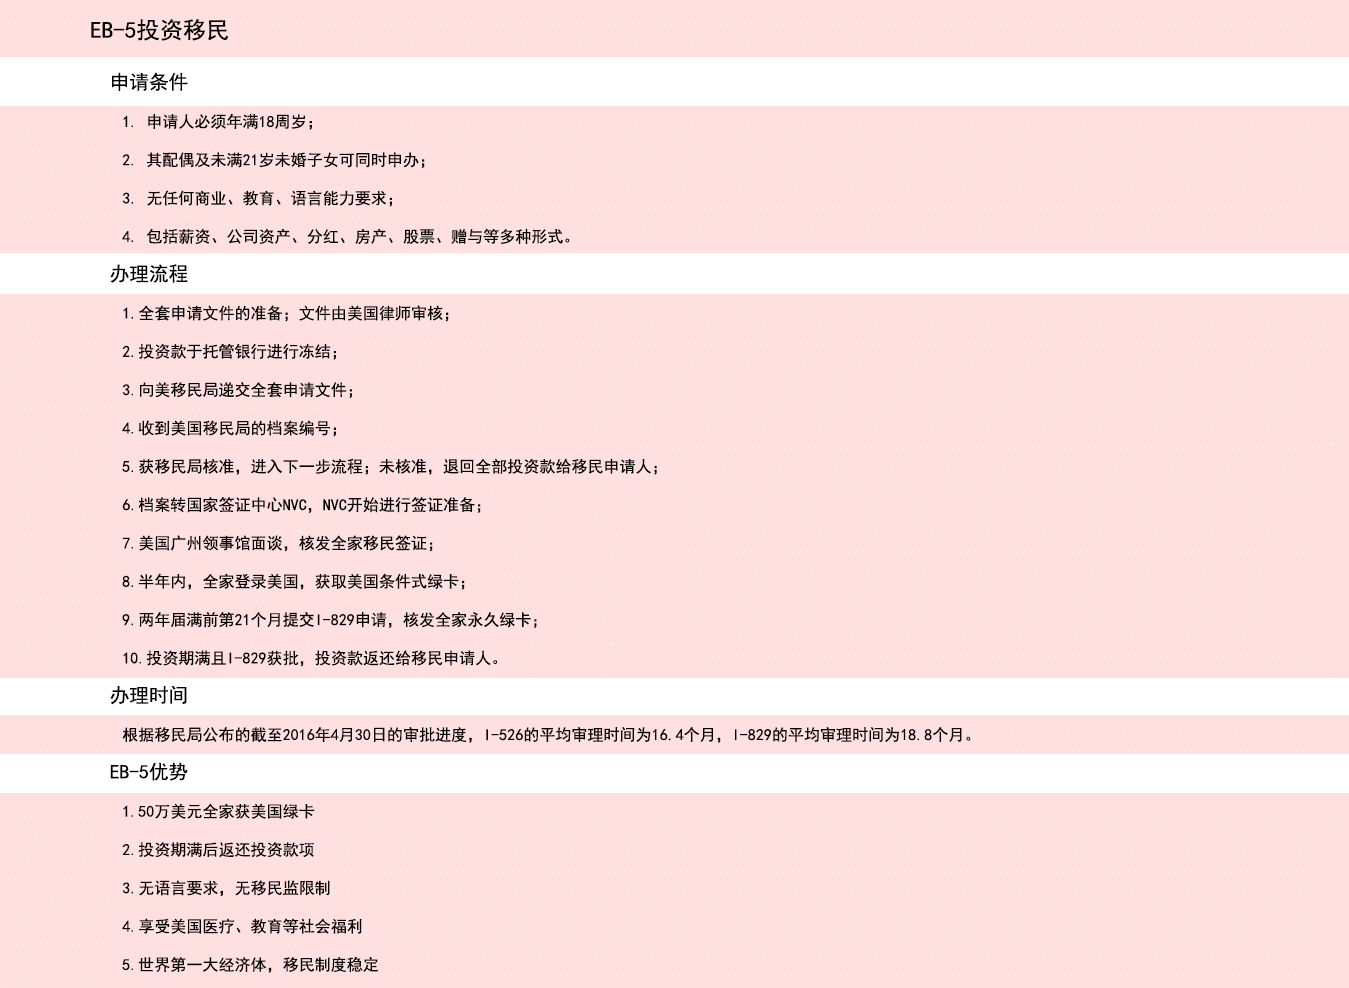 EB-5投资移民
申请条件
1. 申请人必须年满18周岁；
2. 其配偶及未满21岁未婚子女可同时申办；
3. 无任何商业、教育、语言能力要求；
4. 包括薪资、公司资产、分红、房产、股票、赠与等多种形式。
办理流程
1.全套申请文件的准备；文件由美国律师审核；
2.投资款于托管银行进行冻结；
3.向美移民局递交全套申请文件；
4.收到美国移民局的档案编号；
5.获移民局核准，进入下一步流程；未核准，退回全部投资款给移民申请人；
6.档案转国家签证中心NVC，NVC开始进行签证准备；
7.美国广州领事馆面谈，核发全家移民签证；
8.半年内，全家登录美国，获取美国条件式绿卡；
9.两年届满前第21个月提交I-829申请，核发全家永久绿卡；
10.投资期满且I-829获批，投资款返还给移民申请人。
办理时间
根据移民局公布的截至2016年4月30日的审批进度，I-526的平均审理时间为16.4个月，I-829的平均审理时间为18.8个月。
EB-5优势
1.50万美元全家获美国绿卡
2.投资期满后返还投资款项
3.无语言要求，无移民监限制
4.享受美国医疗、教育等社会福利
5.世界第一大经济体，移民制度稳定